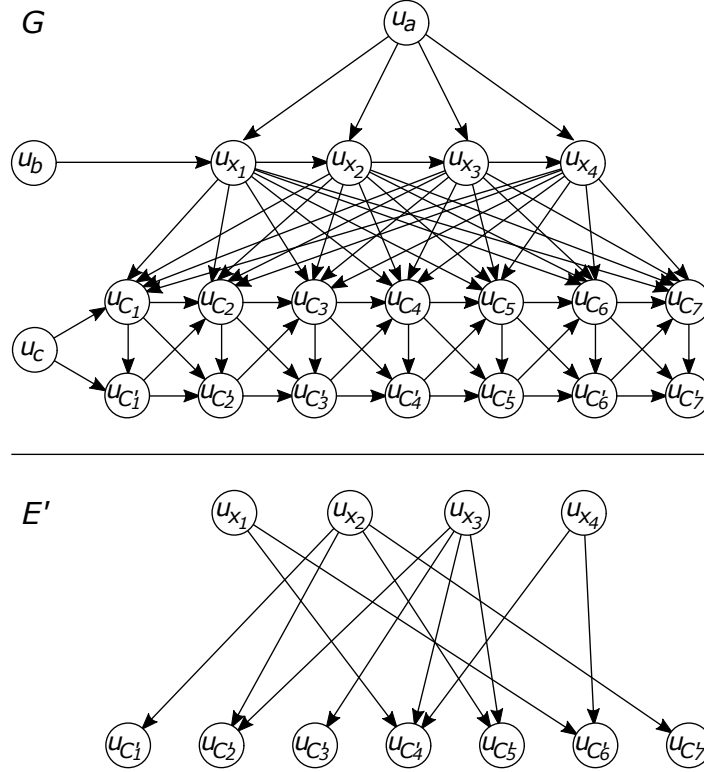 G
u_a
u_b u_x₁ u_x₂ u_x₃ u_x₄
u_C₁ u_C₂ u_C₃ u_C₄ u_C₅ u_C₆ u_C₇
u_c
u_C'₁ u_C'₂ u_C'₃ u_C'₄ u_C'₅ u_C'₆ u_C'₇
E'
u_x₁ u_x₂ u_x₃ u_x₄
u_C'₁ u_C'₂ u_C'₃ u_C'₄ u_C'₅ u_C'₆ u_C'₇